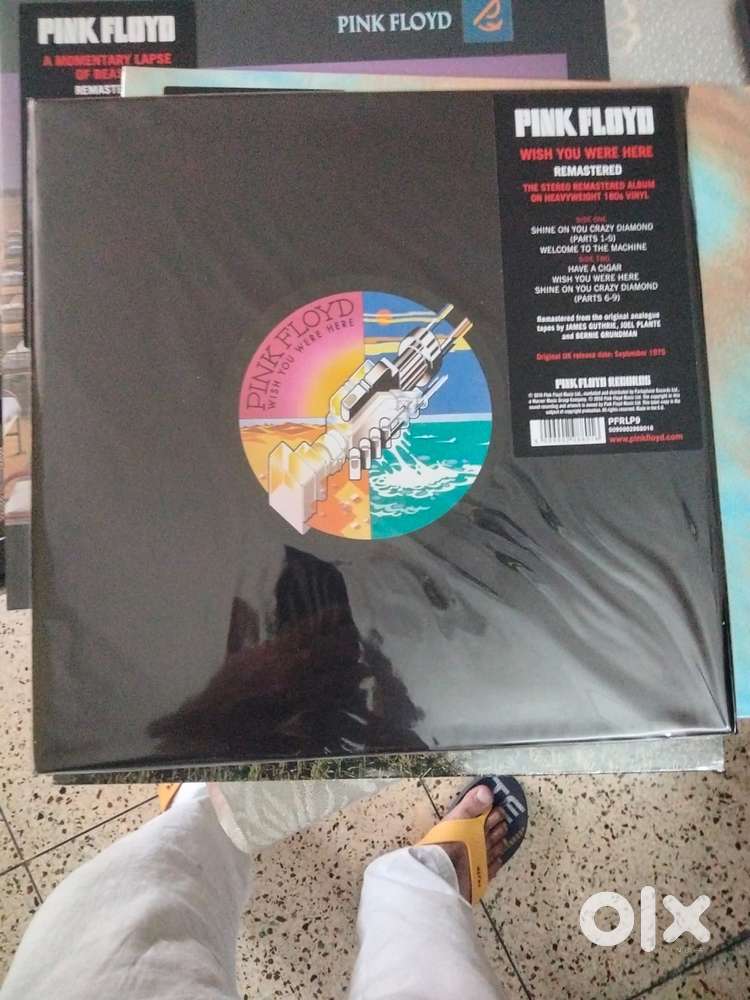 PINK FLOYD
A MOMENTARY LAPSE
PINK FLOYD
PINK FLOYD
WISH YOU WERE HERE
PINK FLOYD
WISH YOU WERE HERE
REMASTERED
THE STEREO REMASTERED ALBUM
ON HEAVYWEIGHT 180g VINYL
SIDE ONE
SHINE ON YOU CRAZY DIAMOND
(PARTS 1-9)
WELCOME TO THE MACHINE
SIDE TWO
HAVE A CIGAR
WISH YOU WERE HERE
SHINE ON YOU CRAZY DIAMOND
(PARTS 6-9)
Remastered from the original analogue
tapes by JAMES GUTHRIE, JOEL PLANTE
and BERNIE GRUNDMAN
Original UK release date: September 1975
PINK FLOYD RECORDS
PFRLP9
www.pinkfloyd.com
olx